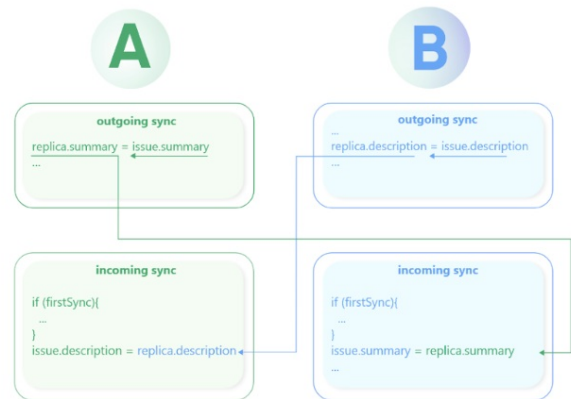 A
outgoing sync
replica.summary = issue.summary
...
incoming sync
if (firstSync){
...
}
issue.description = replica.description
B
outgoing sync
...
replica.description = issue.description
...
incoming sync
if (firstSync){
...
}
issue.summary = replica.summary
...